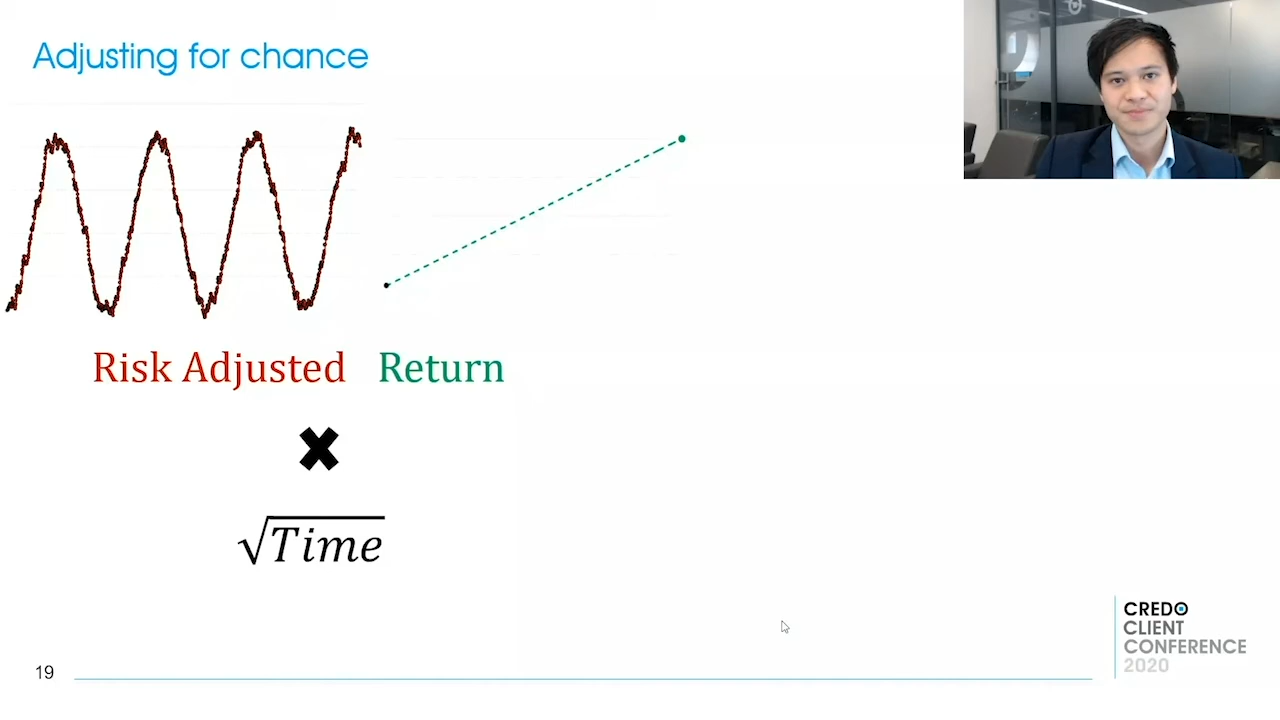 Adjusting for chance
Risk Adjusted Return
✖
√Time
CREDO
CLIENT
CONFERENCE
2020
19